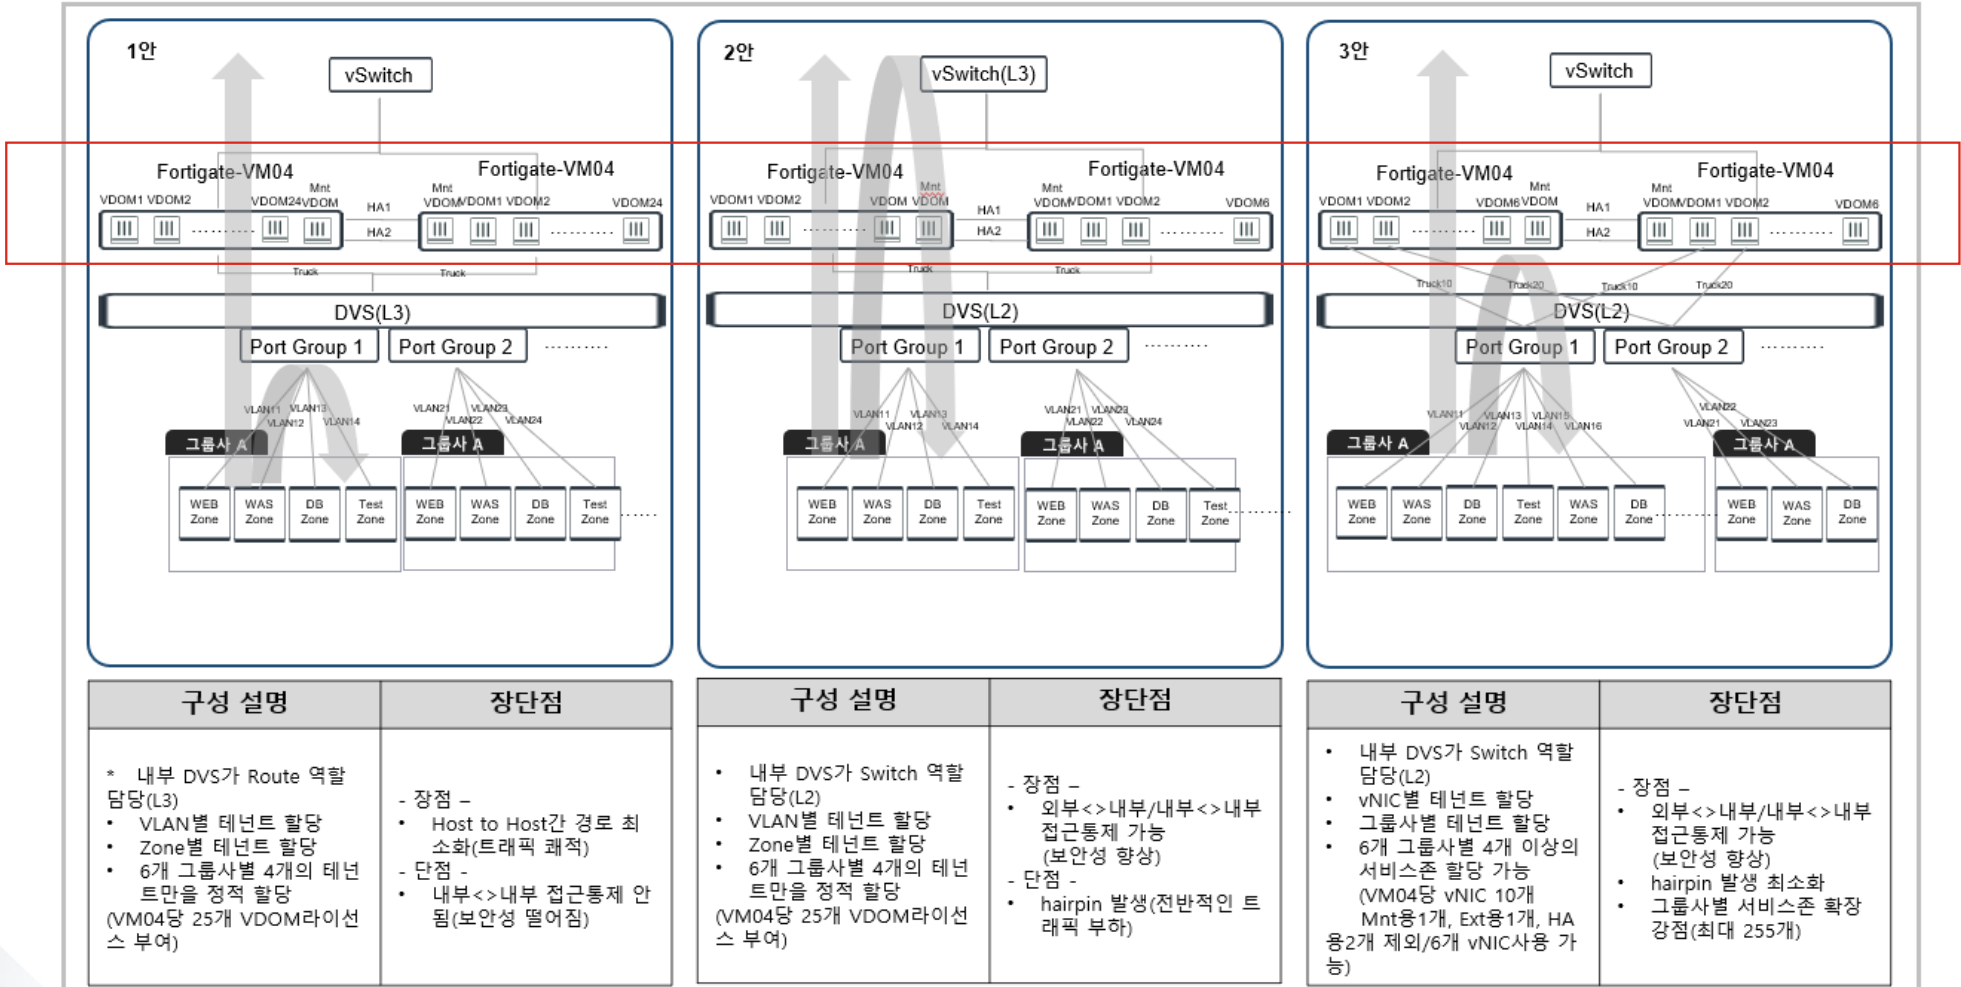 1안
vSwitch
Fortigate-VM04
Fortigate-VM04
VDOM1 VDOM2
VDOM24
Mnt
VDOM
HA1
HA2
Mnt
VDOM
VDOM1 VDOM2
VDOM24
Truck
Truck
DVS(L3)
Port Group 1
Port Group 2
VLAN11
VLAN12
VLAN13
VLAN14
VLAN21
VLAN22
VLAN23
VLAN24
그룹사 A
그룹사 A
WEB Zone
WAS Zone
DB Zone
Test Zone
WEB Zone
WAS Zone
DB Zone
Test Zone
구성 설명
장단점
* 내부 DVS가 Route 역할
담당(L3)
• VLAN별 테넌트 할당
• Zone별 테넌트 할당
• 6개 그룹사별 4개의 테넌
트만을 정적 할당
(VM04당 25개 VDOM라이선
스 부여)
- 장점 –
• Host to Host간 경로 최
소화(트래픽 쾌적)
- 단점 -
• 내부<>내부 접근통제 안
됨(보안성 떨어짐)
2안
vSwitch(L3)
Fortigate-VM04
Fortigate-VM04
VDOM1 VDOM2
VDOM
Mnt
VDOM
HA1
HA2
Mnt
VDOM
VDOM1 VDOM2
VDOM6
Truck
Truck
DVS(L2)
Port Group 1
Port Group 2
VLAN11
VLAN12
VLAN13
VLAN14
VLAN21
VLAN22
VLAN23
VLAN24
그룹사 A
그룹사 A
WEB Zone
WAS Zone
DB Zone
Test Zone
WEB Zone
WAS Zone
DB Zone
Test Zone
구성 설명
장단점
• 내부 DVS가 Switch 역할
담당(L2)
• VLAN별 테넌트 할당
• Zone별 테넌트 할당
• 6개 그룹사별 4개의 테넌
트만을 정적 할당
(VM04당 25개 VDOM라이선
스 부여)
- 장점 –
• 외부<>내부/내부<>내부
접근통제 가능
(보안성 향상)
- 단점 -
• hairpin 발생(전반적인 트
래픽 부하)
3안
vSwitch
Fortigate-VM04
Fortigate-VM04
VDOM1 VDOM2
VDOM6
Mnt
VDOM
HA1
HA2
Mnt
VDOM
VDOM1 VDOM2
VDOM6
Truck10
Truck20
Truck10
Truck20
DVS(L2)
Port Group 1
Port Group 2
VLAN11
VLAN12
VLAN13
VLAN14
VLAN15
VLAN16
VLAN22
VLAN21
VLAN23
그룹사 A
그룹사 A
WEB Zone
WAS Zone
DB Zone
Test Zone
WAS Zone
DB Zone
WEB Zone
WAS Zone
DB Zone
구성 설명
장단점
• 내부 DVS가 Switch 역할
담당(L2)
• vNIC별 테넌트 할당
• 그룹사별 테넌트 할당
• 6개 그룹사별 4개 이상의
서비스존 할당 가능
(VM04당 vNIC 10개
Mnt용1개, Ext용1개, HA
용2개 제외/6개 vNIC사용 가
능)
- 장점 –
• 외부<>내부/내부<>내부
접근통제 가능
(보안성 향상)
• hairpin 발생 최소화
• 그룹사별 서비스존 확장
강점(최대 255개)